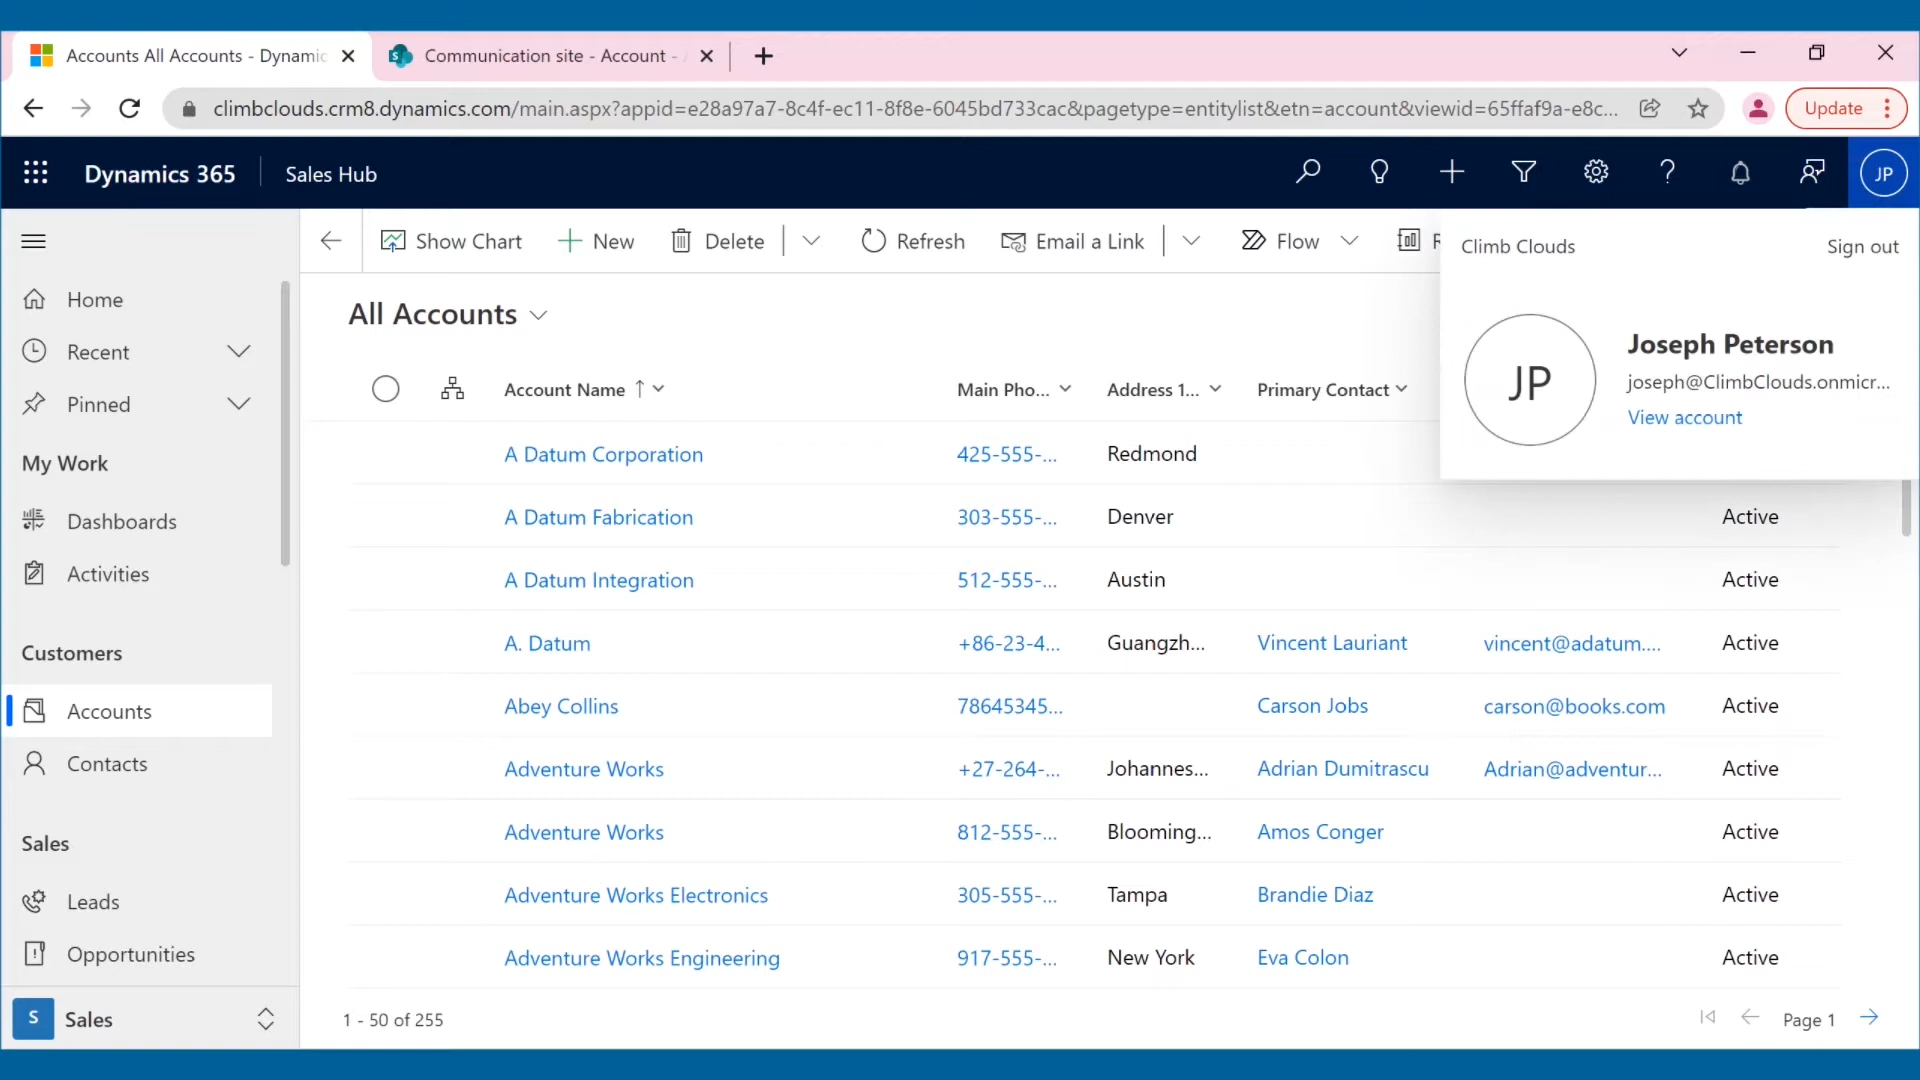 Accounts All Accounts - Dynamic
Communication site - Account -
climbclouds.crm8.dynamics.com/main.aspx?appid=e28a97a7-8c4f-ec11-8f8e-6045bd733cac&pagetype=entitylist&etn=account&viewid=65ffaf9a-e8c...
Update
Dynamics 365
Sales Hub
JP
Show Chart
New
Delete
Refresh
Email a Link
Flow
R
Climb Clouds
Sign out
JP
Joseph Peterson
joseph@ClimbClouds.onmicr...
View account
Home
Recent
Pinned
My Work
Dashboards
Activities
Customers
Accounts
Contacts
Sales
Leads
Opportunities
S Sales
All Accounts
Account Name Main Pho... Address 1... Primary Contact
A Datum Corporation 425-555-... Redmond
A Datum Fabrication 303-555-... Denver Active
A Datum Integration 512-555-... Austin Active
A. Datum +86-23-4... Guangzh... Vincent Lauriant vincent@adatum.... Active
Abey Collins 78645345... Carson Jobs carson@books.com Active
Adventure Works +27-264-... Johannes... Adrian Dumitrascu Adrian@adventur... Active
Adventure Works 812-555-... Blooming... Amos Conger Active
Adventure Works Electronics 305-555-... Tampa Brandie Diaz Active
Adventure Works Engineering 917-555-... New York Eva Colon Active
1 - 50 of 255
Page 1